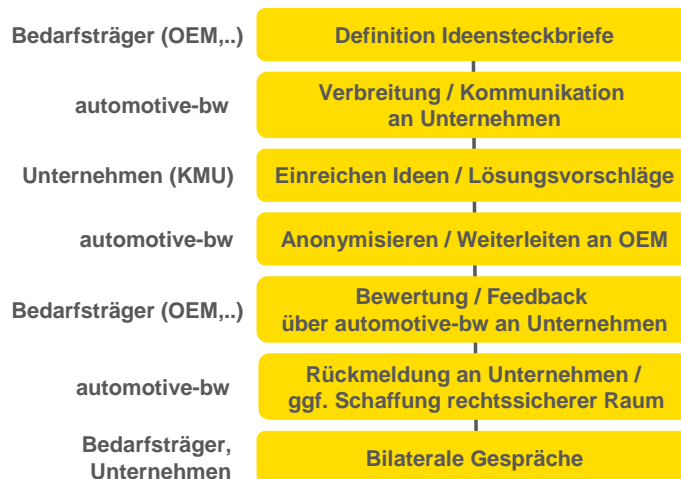 Bedarfsträger (OEM,..)
Definition Ideensteckbriefe
automotive-bw
Verbreitung / Kommunikation
an Unternehmen
Unternehmen (KMU)
Einreichen Ideen / Lösungsvorschläge
automotive-bw
Anonymisieren / Weiterleiten an OEM
Bedarfsträger (OEM,..)
Bewertung / Feedback
über automotive-bw an Unternehmen
automotive-bw
Rückmeldung an Unternehmen /
ggf. Schaffung rechtssicherer Raum
Bedarfsträger,
Unternehmen
Bilaterale Gespräche